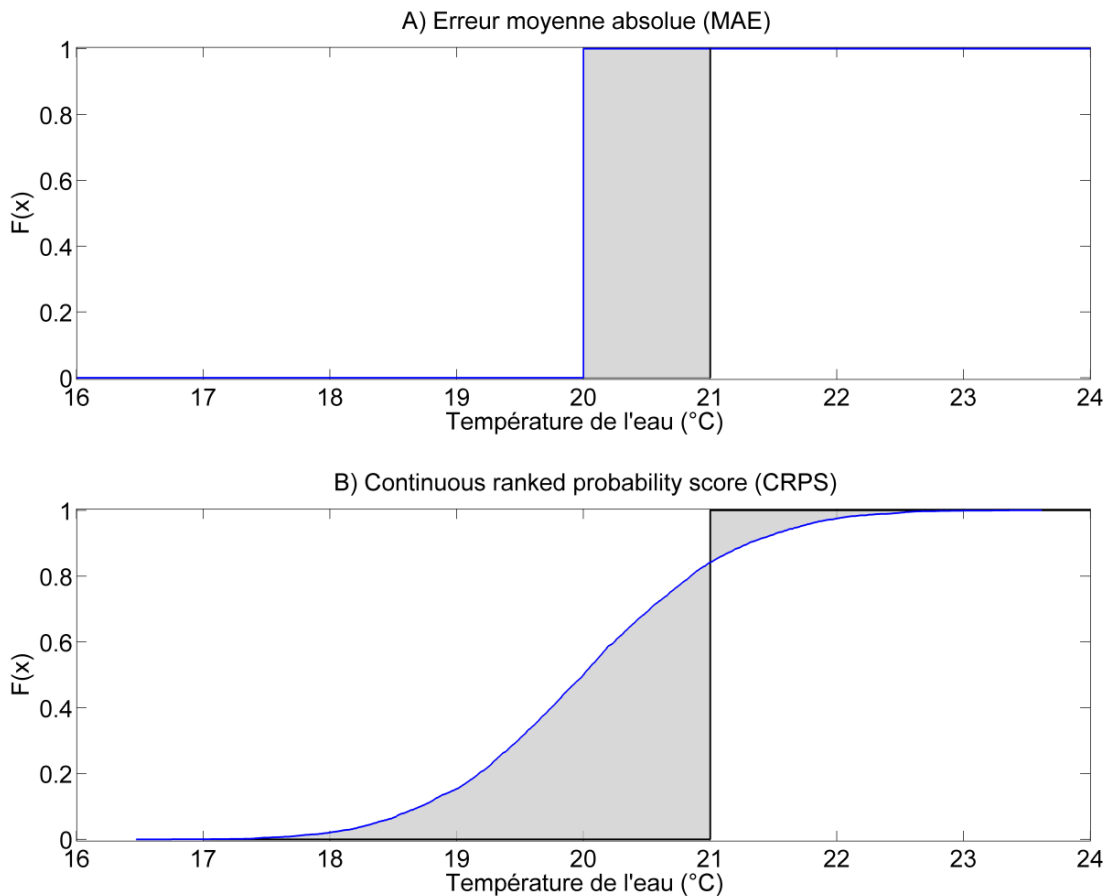 A) Erreur moyenne absolue (MAE)
1
0.8
0.6
0.4
0.2
0
F(x)
16 17 18 19 20 21 22 23 24
Température de l'eau (°C)
B) Continuous ranked probability score (CRPS)
1
0.8
0.6
0.4
0.2
0
F(x)
16 17 18 19 20 21 22 23 24
Température de l'eau (°C)